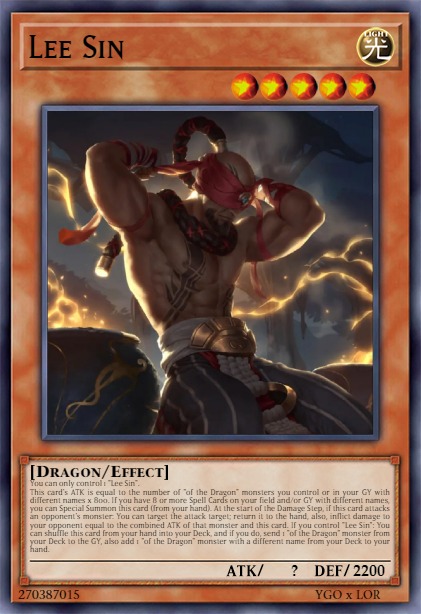 Lee Sin
LIGHT
光
[Dragon/Effect]
You can only control 1 "Lee Sin".
This card's ATK is equal to the number of "of the Dragon" monsters you control or in your GY with
different names x 800. If you have 8 or more Spell Cards on your field and/or GY with different names,
you can Special Summon this card (from your hand). At the start of the Damage Step, if this card attacks
an opponent's monster: You can target the attack target; return it to the hand, also, inflict damage to
your opponent equal to the combined ATK of that monster and this card. If you control "Lee Sin": You
can shuffle this card from your hand into your Deck, and if you do, send 1 "of the Dragon" monster from
your Deck to the GY, also add 1 "of the Dragon" monster with a different name from your Deck to your
hand.
ATK/ ? DEF/ 2200
270387015 YGO x LOR